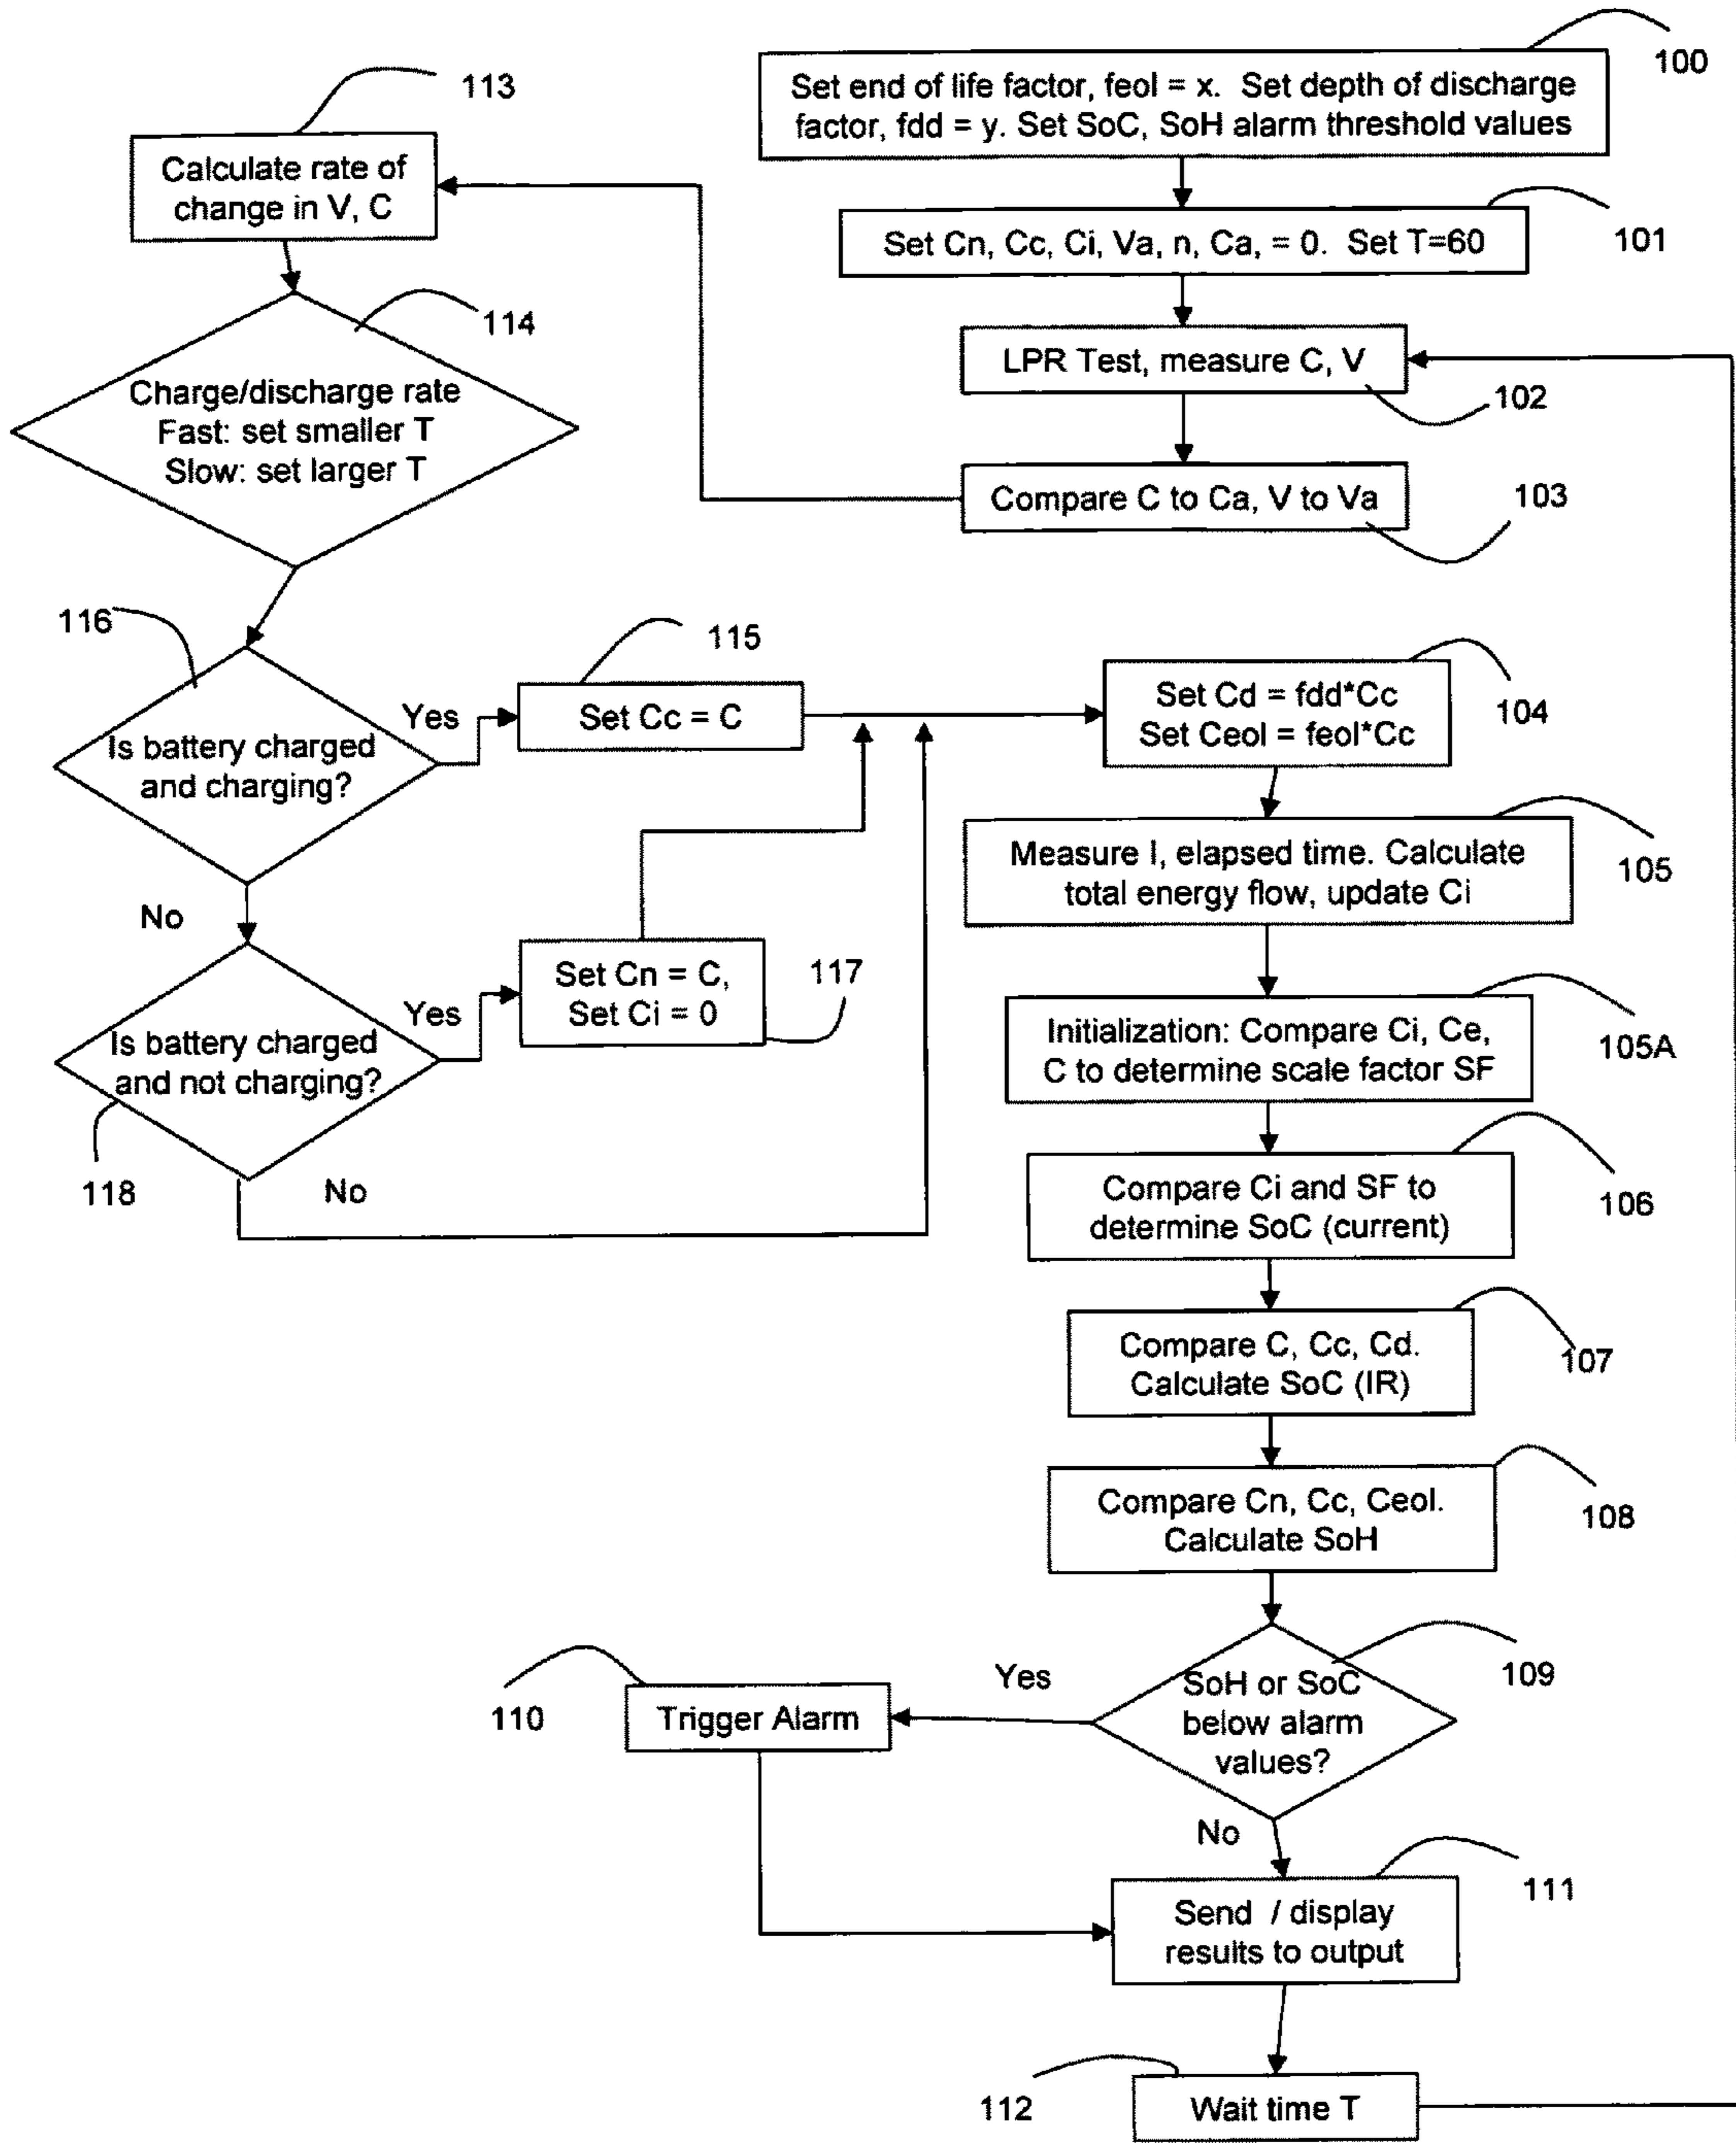 100
Set end of life factor, feol = x. Set depth of discharge
factor, fdd = y. Set SoC, SoH alarm threshold values
101
Set Cn, Cc, Ci, Va, n, Ca, = 0. Set T=60
LPR Test, measure C, V
102
Compare C to Ca, V to Va
103
113
Calculate rate of
change in V, C
114
Charge/discharge rate
Fast: set smaller T
Slow: set larger T
116
Is battery charged
and charging?
Yes
No
115
Set Cc = C
118
Is battery charged
and not charging?
Yes
No
Set Cn = C,
Set Ci = 0
117
104
Set Cd = fdd*Cc
Set Ceol = feol*Cc
Measure I, elapsed time. Calculate
total energy flow, update Ci
105
Initialization: Compare Ci, Ce,
C to determine scale factor SF
105A
Compare Ci and SF to
determine SoC (current)
106
Compare C, Cc, Cd.
Calculate SoC (IR)
107
Compare Cn, Cc, Ceol.
Calculate SoH
108
SoH or SoC
below alarm
values?
109
Yes
No
110
Trigger Alarm
111
Send / display
results to output
112
Wait time T